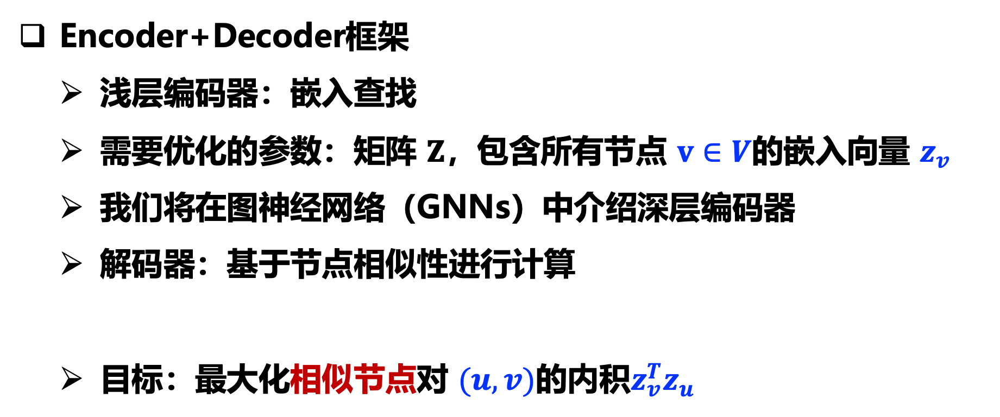 Encoder+Decoder框架
浅层编码器：嵌入查找
需要优化的参数：矩阵 Z，包含所有节点 v ∈ V的嵌入向量 z_v
我们将在图神经网络（GNNs）中介绍深层编码器
解码器：基于节点相似性进行计算
目标：最大化相似节点对 (u, v)的内积z_v^T z_u